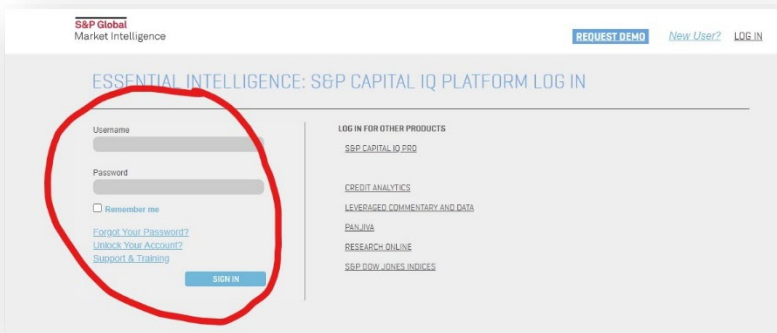 S&P Global
Market Intelligence
REQUEST DEMO New User? LOG IN
ESSENTIAL INTELLIGENCE: S&P CAPITAL IQ PLATFORM LOG IN
Username
Password
Remember me
Forgot Your Password?
Unlock Your Account?
Support & Training
SIGN IN
LOG IN FOR OTHER PRODUCTS
S&P CAPITAL IQ PRO
CREDIT ANALYTICS
LEVERAGED COMMENTARY AND DATA
PANJIVA
RESEARCH ONLINE
S&P DOW JONES INDICES